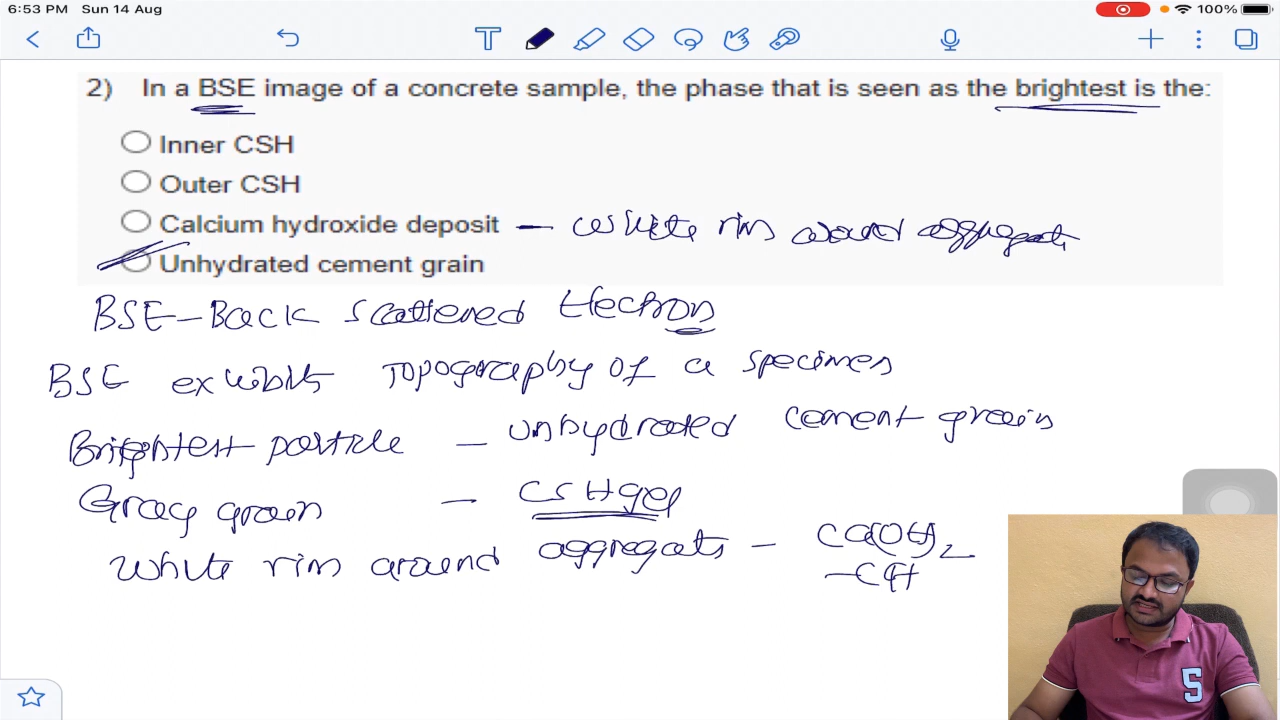 6:53 PM Sun 14 Aug
100%
T
2) In a BSE image of a concrete sample, the phase that is seen as the brightest is the:
Inner CSH
Outer CSH
Calcium hydroxide deposit — white rim around aggregate
Unhydrated cement grain
BSE - Back scattered Electron
BSE exhibits Topography of a specimen
Brightest particle — unhydrated cement grain
Gray grain — CSH gel
White rim around aggregates — Ca(OH)2
- CH
S